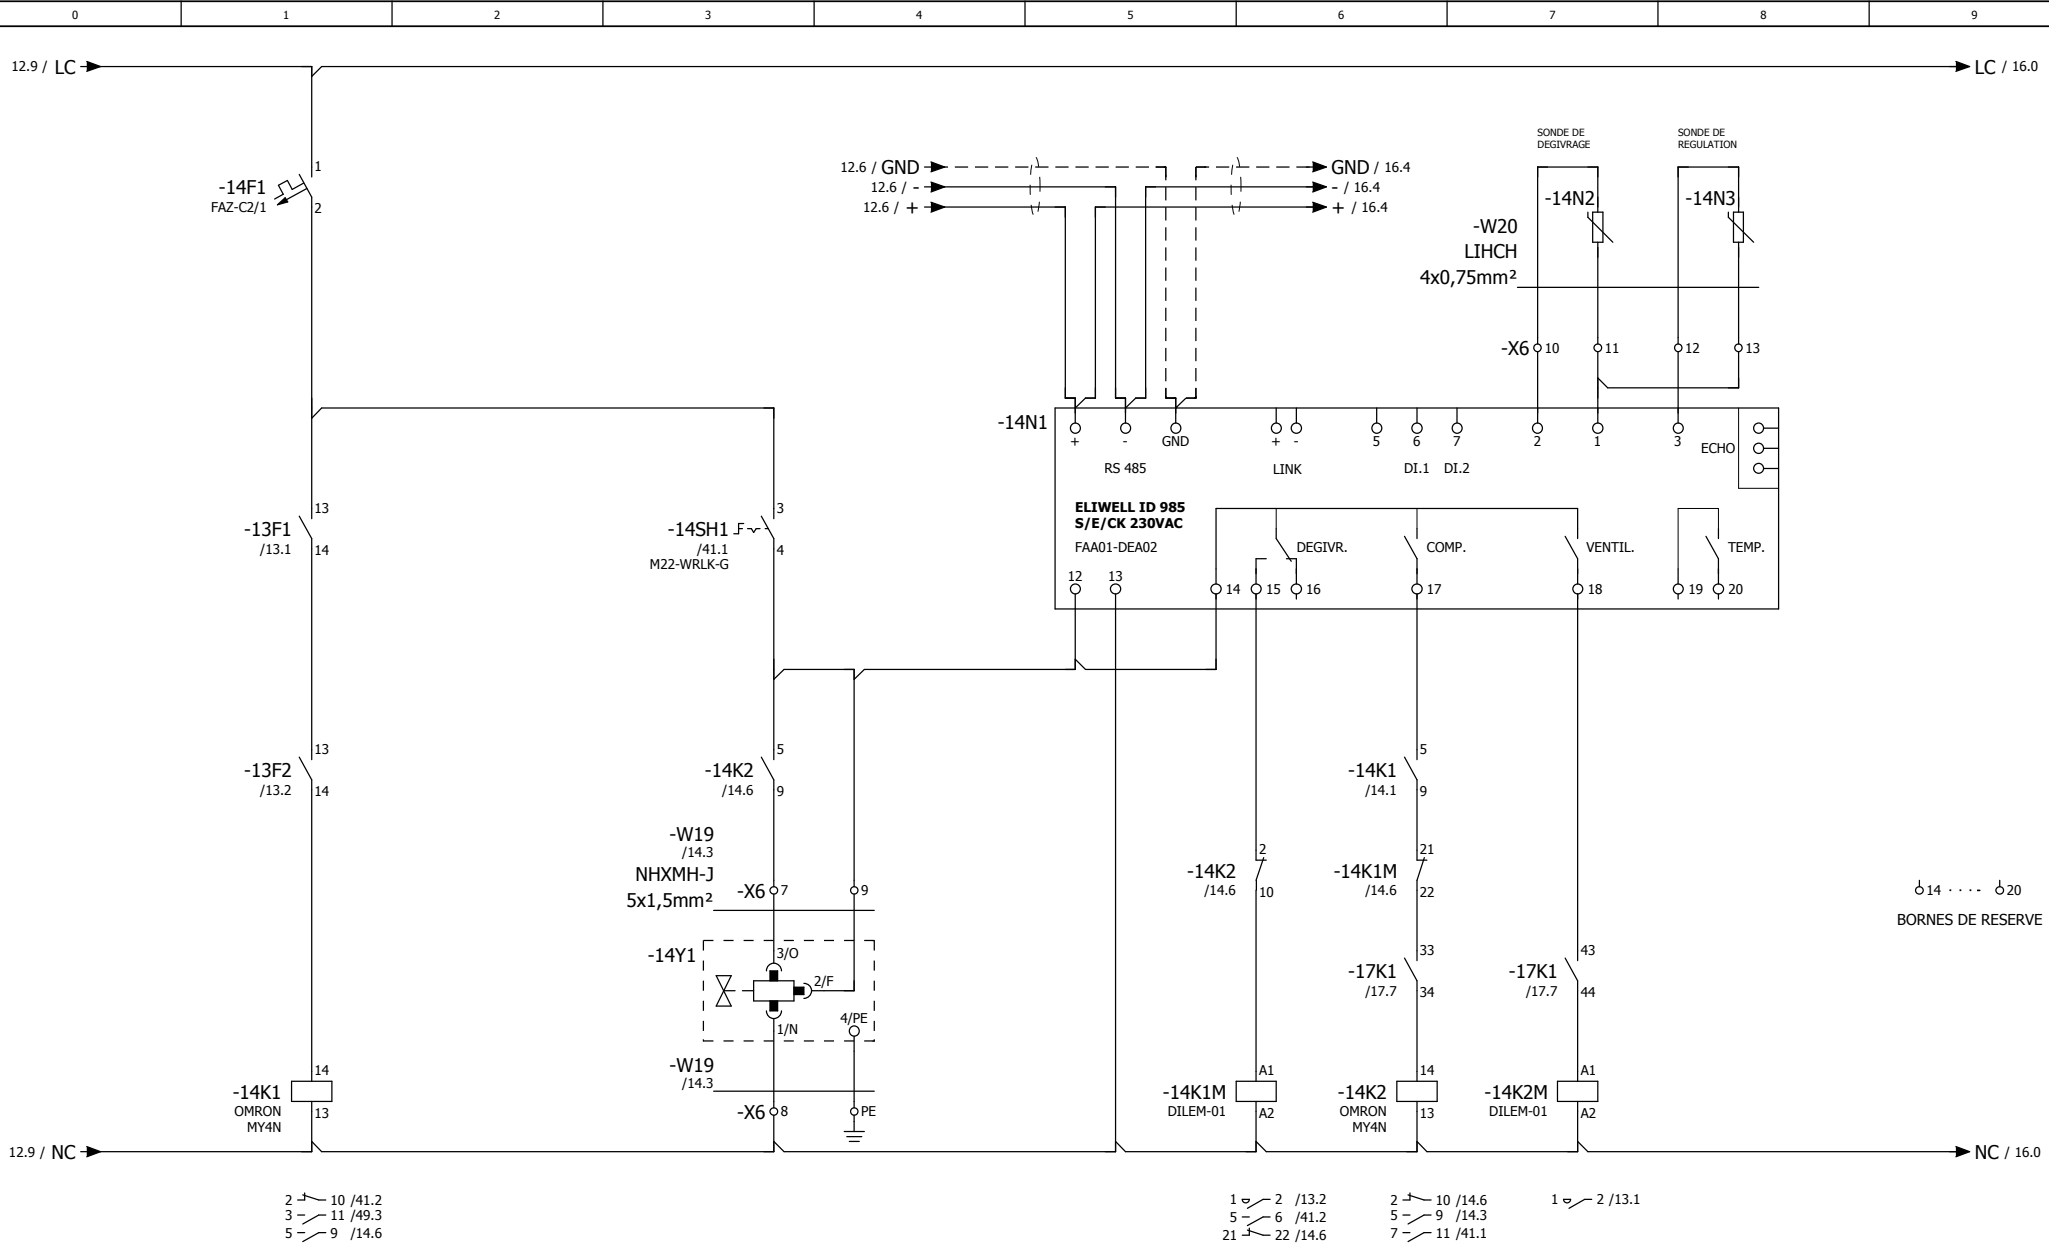 0 1 2 3 4 5 6 7 8 9
12.9 / LC
LC / 16.0
SONDE DE
DEGIVRAGE
SONDE DE
REGULATION
12.6 / GND
GND / 16.4
12.6 / -
- / 16.4
12.6 / +
+ / 16.4
1
-14F1
FAZ-C2/1
2
-14N2
-14N3
-W20
LIHCH
4x0,75mm²
-X6 10 11 12 13
-14N1
+ - GND + - 5 6 7 2 1 3
RS 485 LINK DI.1 DI.2 ECHO
ELIWELL ID 985
S/E/CK 230VAC
FAA01-DEA02
DEGIVR. COMP. VENTIL. TEMP.
12 13
14 15 16 17 18 19 20
13
-13F1
/13.1 14
3
-14SH1 F
/41.1 4
M22-WRLK-G
13
-13F2
/13.2 14
5
-14K2
/14.6 9
5
-14K1
/14.1 9
-W19
/14.3
NHXMH-J
5x1,5mm²
-X6 7 9
2
-14K2
/14.6 10
21
-14K1M
/14.6 22
14 · · · · 20
BORNES DE RESERVE
-14Y1
3/O
2/F
1/N
4/PE
33
-17K1
/17.7 34
43
-17K1
/17.7 44
-W19
/14.3
-X6 8 PE
14
-14K1
OMRON 13
MY4N
A1
-14K1M
DILEM-01 A2
14
-14K2
OMRON 13
MY4N
A1
-14K2M
DILEM-01 A2
12.9 / NC
NC / 16.0
2 10 /41.2
3 11 /49.3
5 9 /14.6
1 2 /13.2
5 6 /41.2
21 22 /14.6
2 10 /14.6
5 9 /14.3
7 11 /41.1
1 2 /13.1